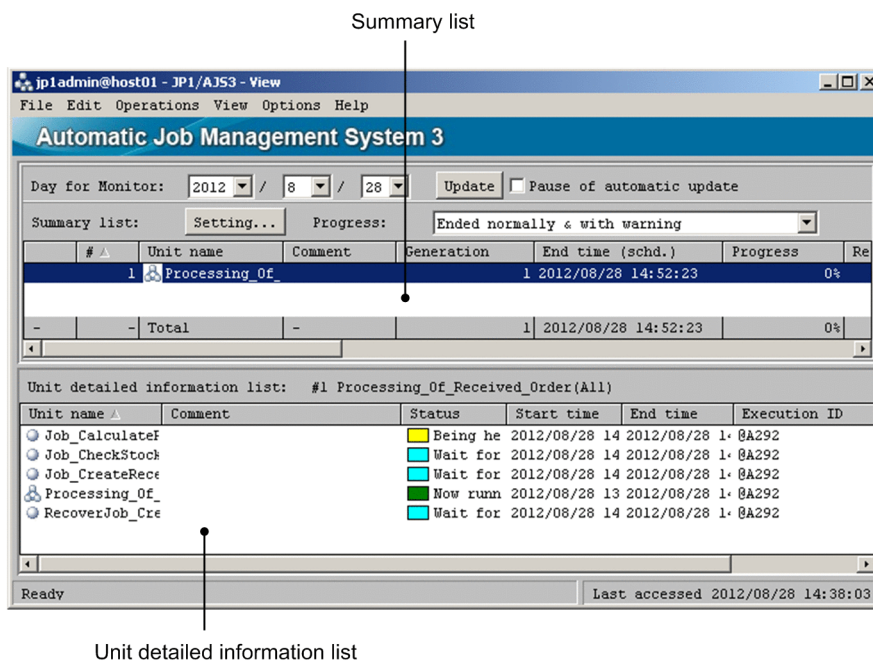 Summary list
jp1admin@host01 - JP1/AJS3 - View
File Edit Operations View Options Help
Automatic Job Management System 3
Day for Monitor: 2012 / 8 / 28 Update Pause of automatic update
Summary list: Setting... Progress: Ended normally & with warning
# Unit name Comment Generation End time (schd.) Progress Re
1 Processing_Of_ 1 2012/08/28 14:52:23 0%
- - Total - 1 2012/08/28 14:52:23 0%
Unit detailed information list: #1 Processing_Of_Received_Order(All)
Unit name Comment Status Start time End time Execution ID
Job_Calculate Being he 2012/08/28 14 2012/08/28 1 @A292
Job_CheckStock Wait for 2012/08/28 14 2012/08/28 1 @A292
Job_CreateRece Wait for 2012/08/28 14 2012/08/28 1 @A292
Processing_Of_ Now runn 2012/08/28 13 2012/08/28 1 @A292
RecoverJob_Cre Wait for 2012/08/28 14 2012/08/28 1 @A292
Ready Last accessed 2012/08/28 14:38:03
Unit detailed information list